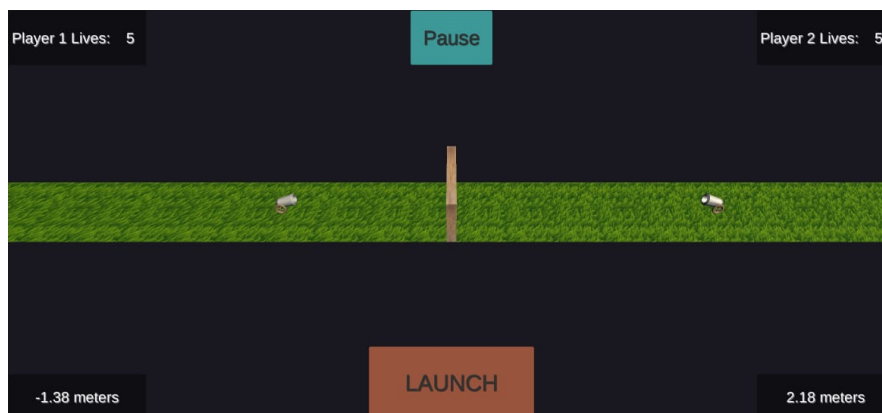 Player 1 Lives: 5
Pause
Player 2 Lives: 5
-1.38 meters
LAUNCH
2.18 meters